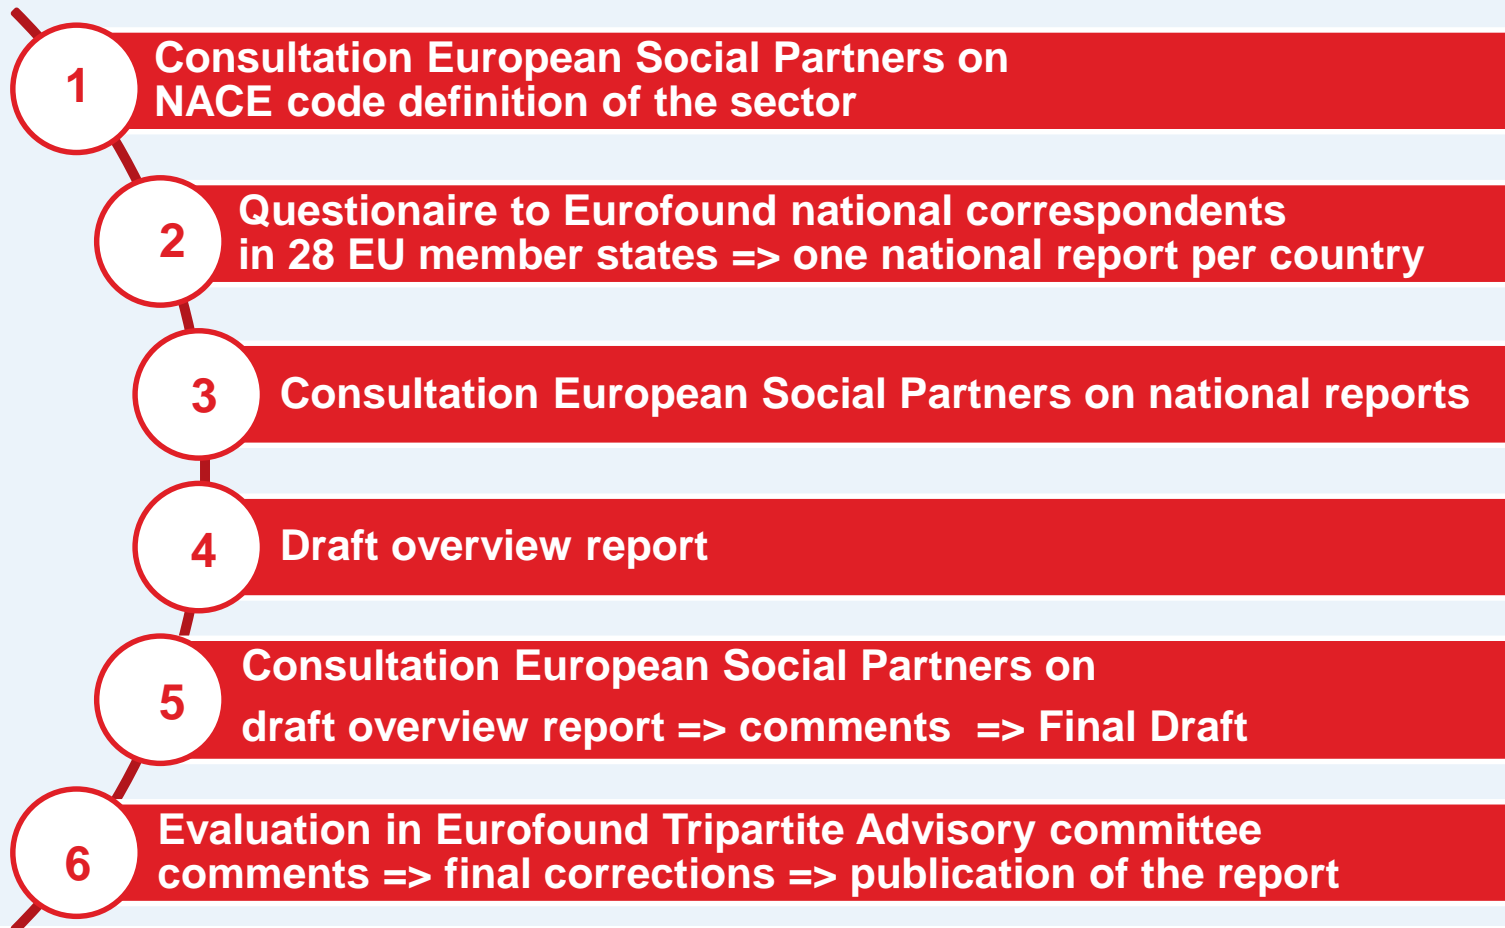 1
Consultation European Social Partners on
NACE code definition of the sector
2
Questionaire to Eurofound national correspondents
in 28 EU member states => one national report per country
3
Consultation European Social Partners on national reports
4
Draft overview report
5
Consultation European Social Partners on
draft overview report => comments => Final Draft
6
Evaluation in Eurofound Tripartite Advisory committee
comments => final corrections => publication of the report